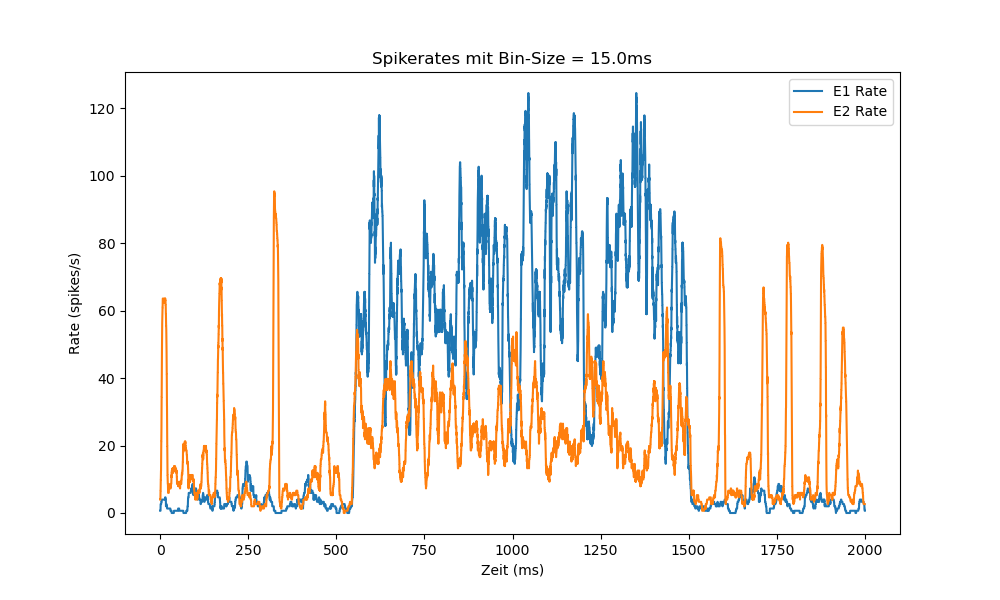 Spikerates mit Bin-Size = 15.0ms
E1 Rate
E2 Rate
120
100
80
60
40
20
0
Rate (spikes/s)
0 250 500 750 1000 1250 1500 1750 2000
Zeit (ms)